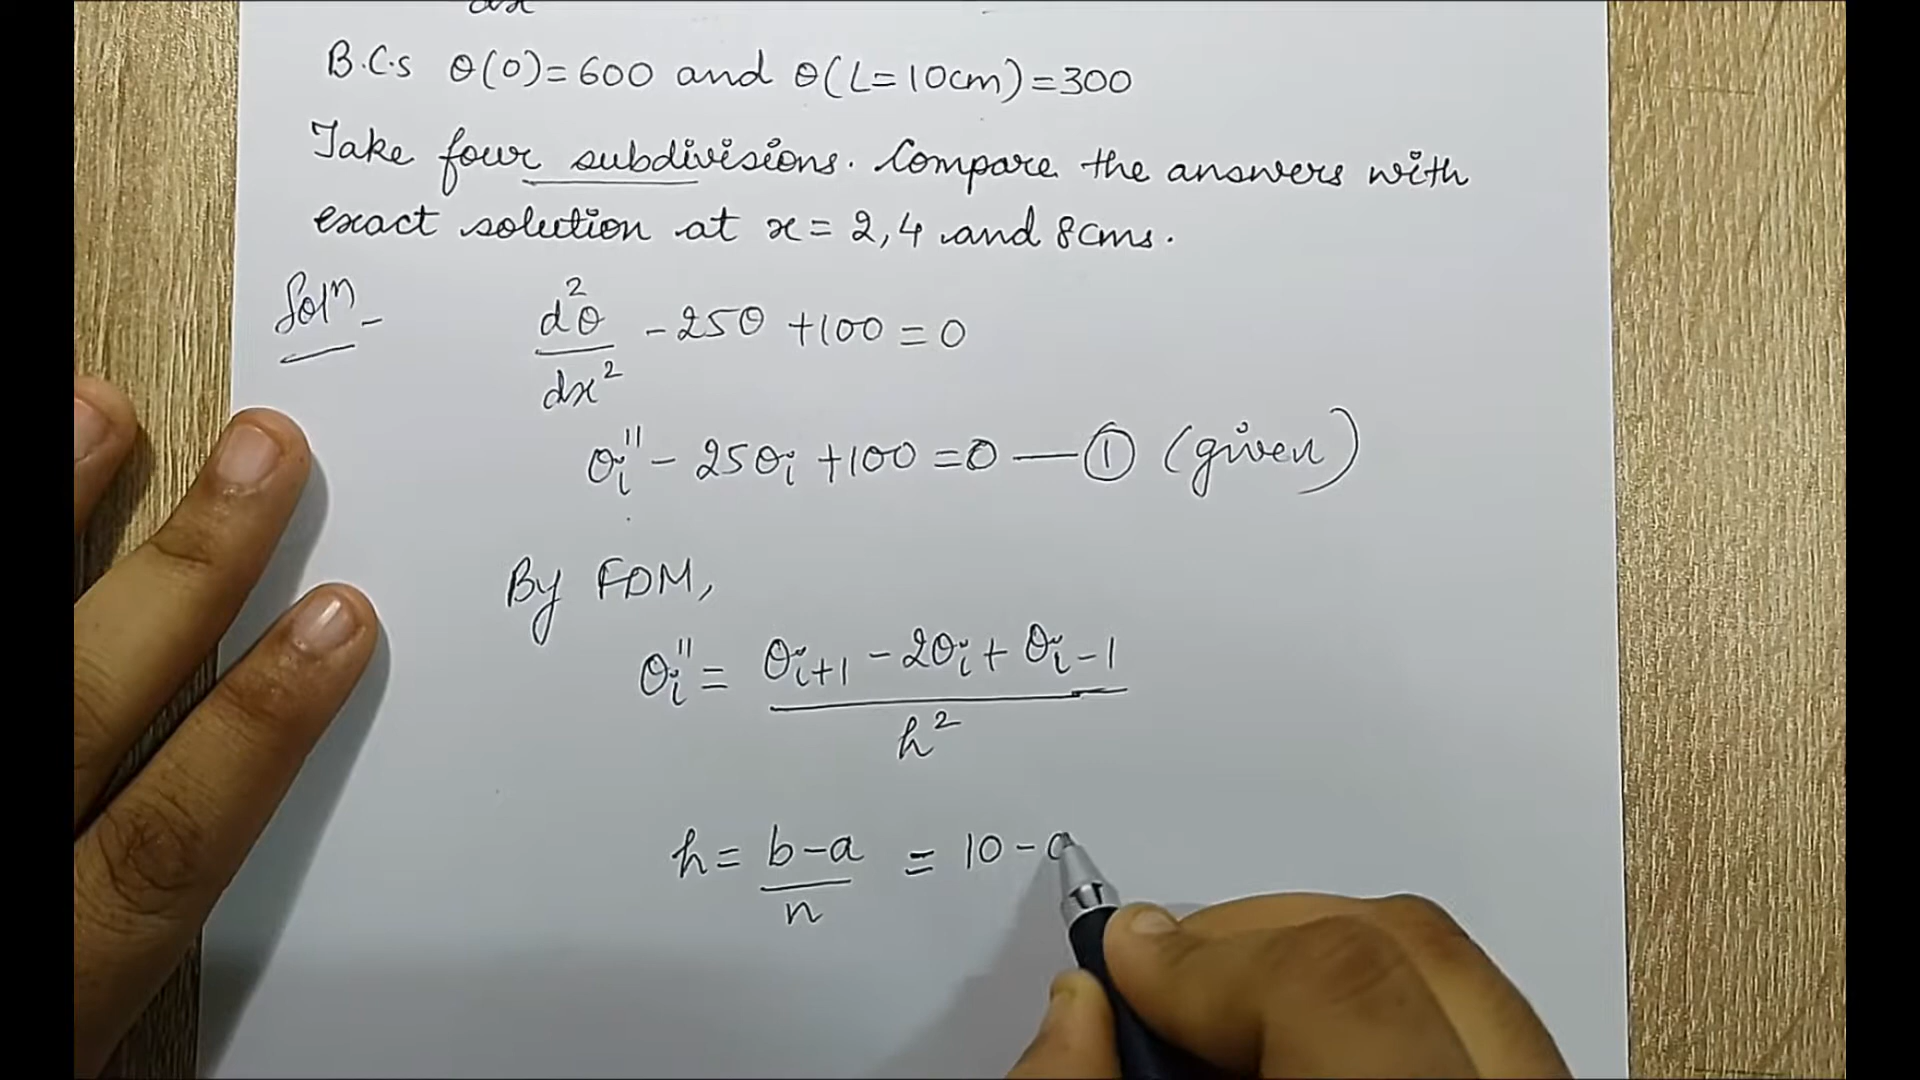 dx
B.C.s θ(0)=600 and θ(L=10cm)=300
Take four subdivisions. Compare the answers with
exact solution at x = 2,4 and 8cms.
Solⁿ
d²θ/dx² - 25θ + 100 = 0
θᵢ'' - 25θᵢ + 100 = 0 — ① (given)
By FDM,
θᵢ'' = (θᵢ₊₁ - 2θᵢ + θᵢ₋₁)/h²
h = (b-a)/n = 10 - 0